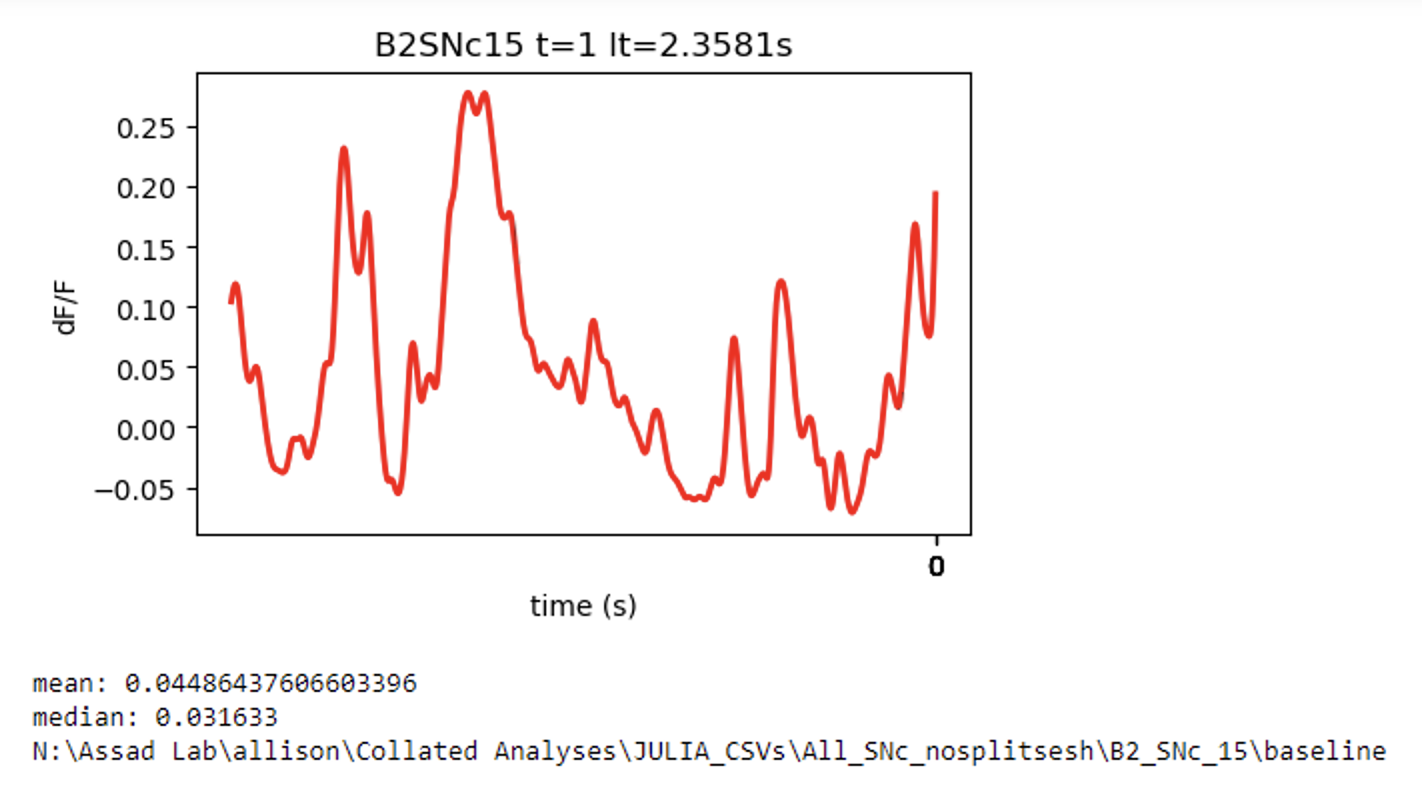 B2SNc15 t=1 lt=2.3581s
0.25
0.20
0.15
0.10
0.05
0.00
−0.05
dF/F
0
time (s)
mean: 0.04486437606603396
median: 0.031633
N:\Assad Lab\allison\Collated Analyses\JULIA_CSVs\All_SNc_nosplitsesh\B2_SNc_15\baseline